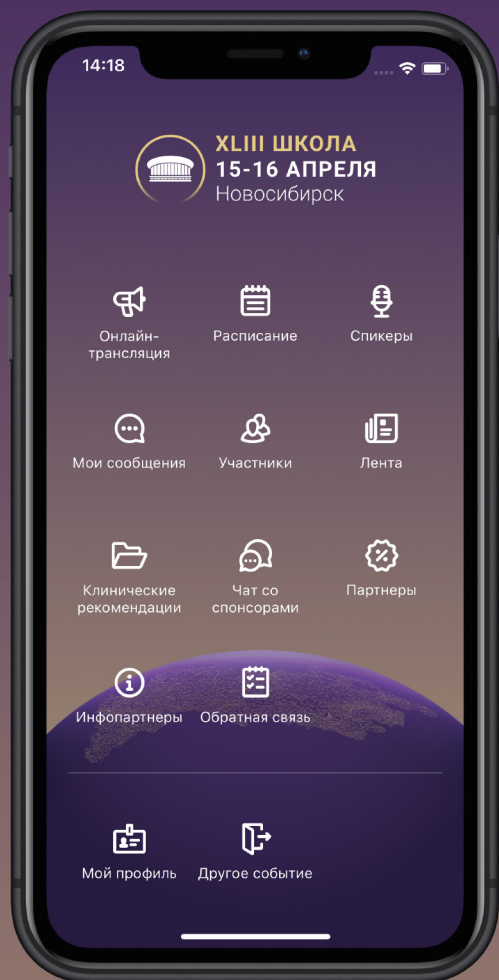 14:18
XLIII ШКОЛА
15-16 АПРЕЛЯ
Новосибирск
Онлайн-
трансляция
Расписание
Спикеры
Мои сообщения
Участники
Лента
Клинические
рекомендации
Чат со
спонсорами
Партнеры
Инфопартнеры
Обратная связь
Мой профиль
Другое событие